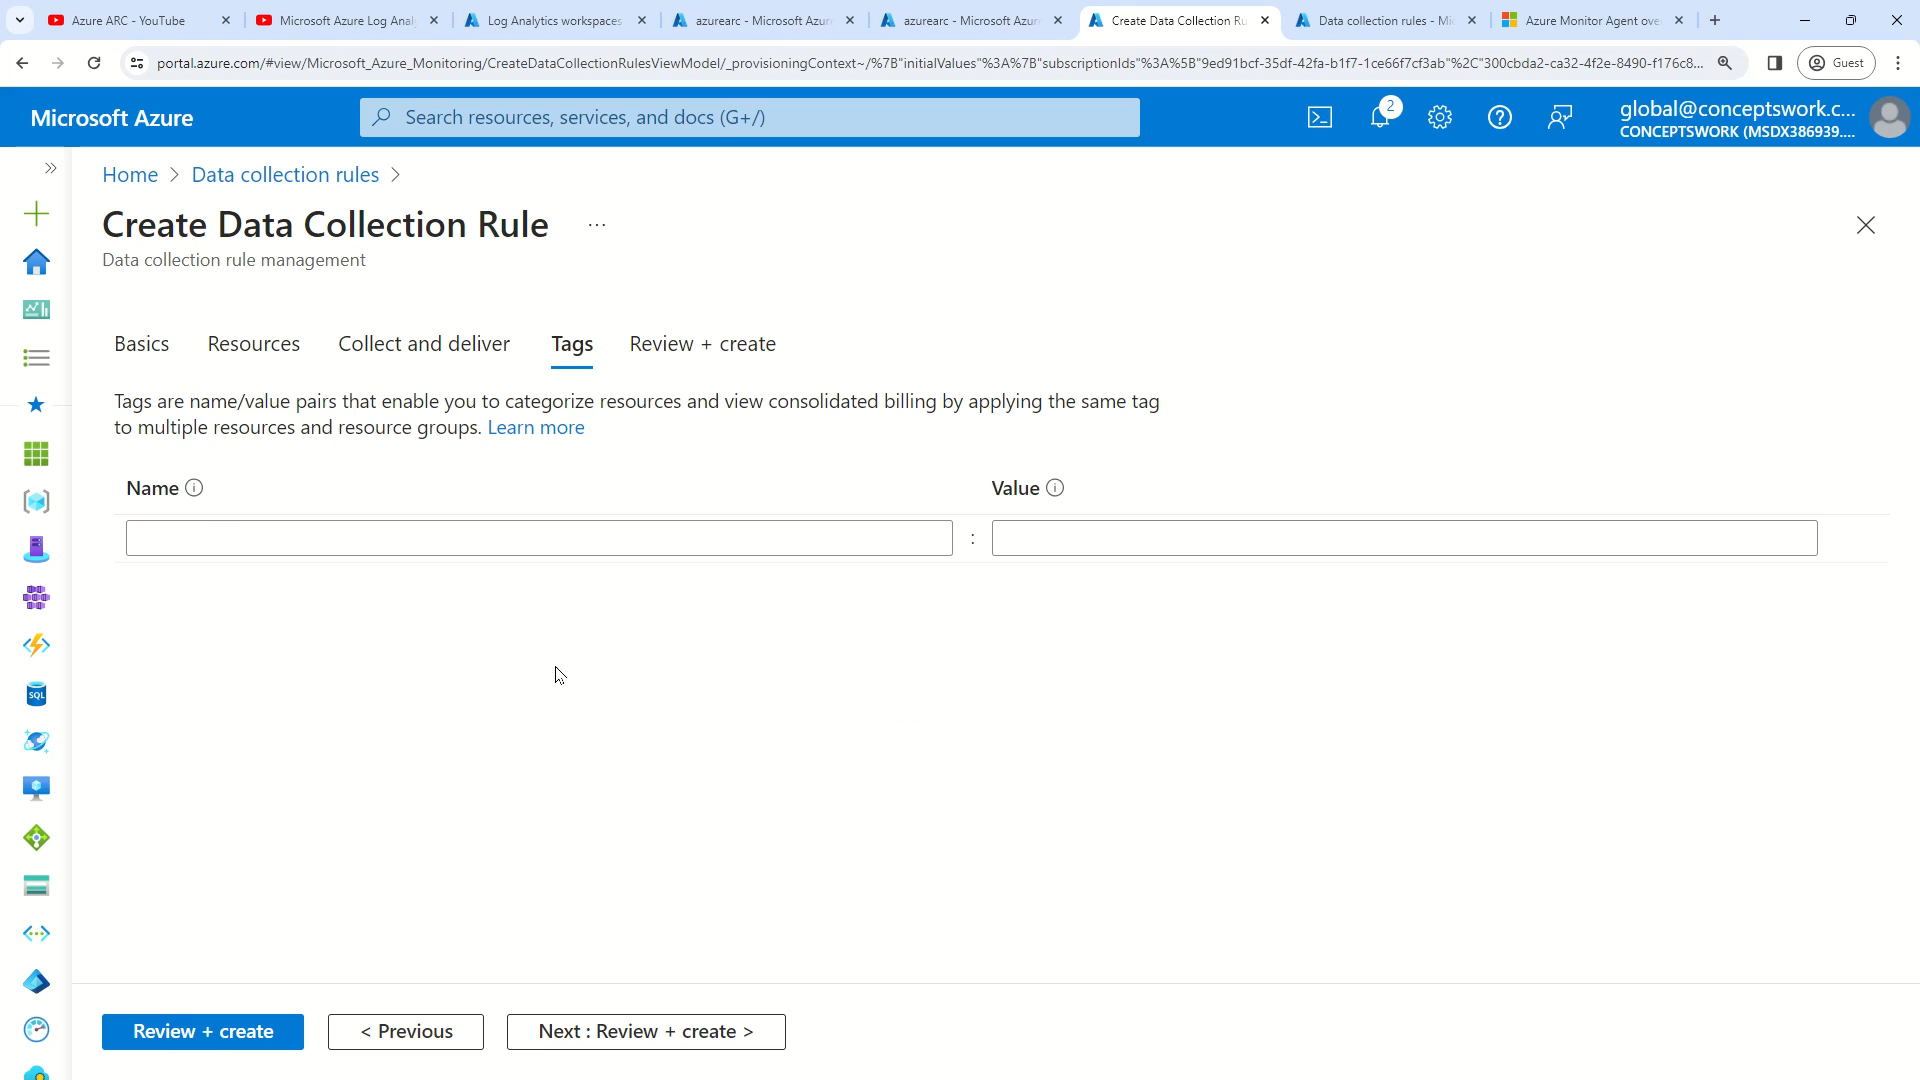 Azure ARC - YouTube
Microsoft Azure Log Anal
Log Analytics workspaces
azurearc - Microsoft Azur
azurearc - Microsoft Azur
Create Data Collection Ru
Data collection rules - Mi
Azure Monitor Agent ove
portal.azure.com/#view/Microsoft_Azure_Monitoring/CreateDataCollectionRulesViewModel/_provisioningContext~/%7B"initialValues"%3A%7B"subscriptionIds"%3A%5B"9ed91bcf-35df-42fa-b1f7-1ce66f7cf3ab"%2C"300cbda2-ca32-4f2e-8490-f176c8...
Guest
Microsoft Azure
Search resources, services, and docs (G+/)
2
global@conceptswork.c...
CONCEPTSWORK (MSDX386939....
Home > Data collection rules >
Create Data Collection Rule ...
Data collection rule management
Basics
Resources
Collect and deliver
Tags
Review + create
Tags are name/value pairs that enable you to categorize resources and view consolidated billing by applying the same tag
to multiple resources and resource groups. Learn more
Name
Value
:
SQL
Review + create
< Previous
Next : Review + create >